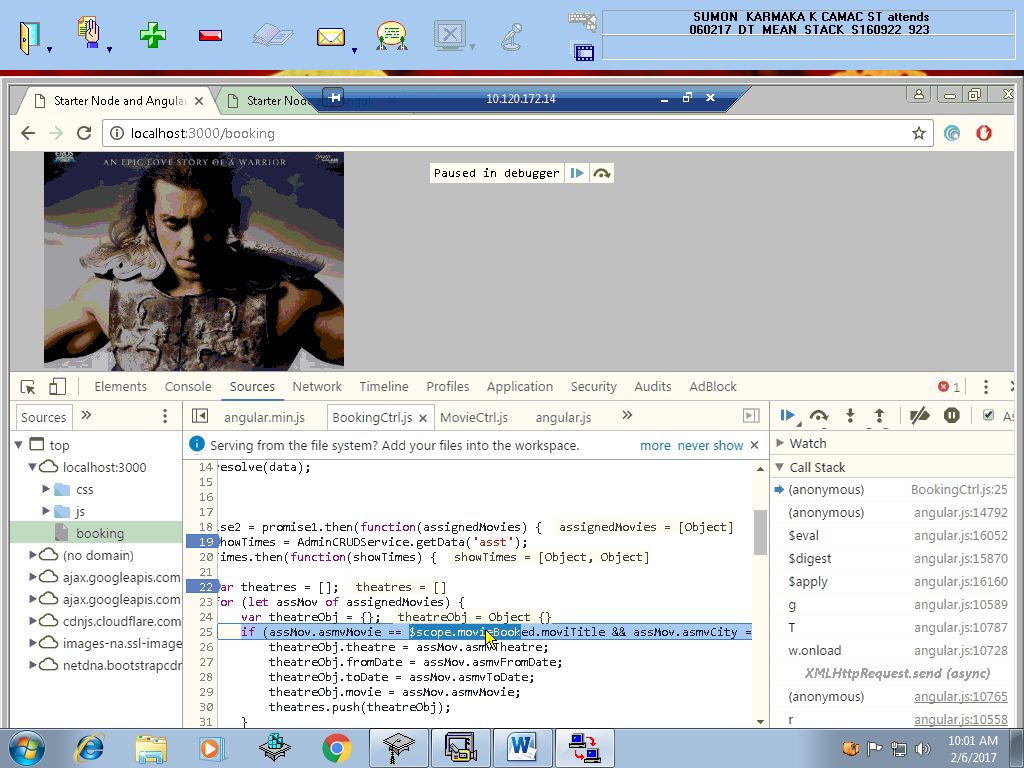 SUMON KARMAKA K CAMAC ST attends
060217 DT MEAN STACK S160922 923
Starter Node and Angula
Starter Nod
10.120.172.14
localhost:3000/booking
AN EPIC LOVE STORY OF A WARRIOR
Paused in debugger
Elements Console Sources Network Timeline Profiles Application Security Audits AdBlock 1
Sources
angular.min.js BookingCtrl.js MovieCtrl.js angular.js
As
Serving from the file system? Add your files into the workspace. more never show
top
localhost:3000
css
js
booking
(no domain)
ajax.googleapis.com
ajax.googleapis.com
cdnjs.cloudflare.com
images-na.ssl-image
netdna.bootstrapcdn
14 resolve(data);
15
16
17
18 ise2 = promise1.then(function(assignedMovies) { assignedMovies = [Object]
19 howTimes = AdminCRUDService.getData('asst');
20 Times.then(function(showTimes) { showTimes = [Object, Object]
21
22 var theatres = []; theatres = []
23 for (let assMov of assignedMovies) {
24 var theatreObj = {}; theatreObj = Object {}
25 if (assMov.asmvMovie == $scope.movieBooked.moviTitle && assMov.asmvCity =
26 theatreObj.theatre = assMov.asmvTheatre;
27 theatreObj.fromDate = assMov.asmvFromDate;
28 theatreObj.toDate = assMov.asmvToDate;
29 theatreObj.movie = assMov.asmvMovie;
30 theatres.push(theatreObj);
31 }
Watch
Call Stack
(anonymous) BookingCtrl.js:25
(anonymous) angular.js:14792
$eval angular.js:16052
$digest angular.js:15870
$apply angular.js:16160
g angular.js:10589
T angular.js:10787
w.onload angular.js:10728
XMLHttpRequest.send (async)
(anonymous) angular.js:10765
r angular.js:10558
10:01 AM
2/6/2017